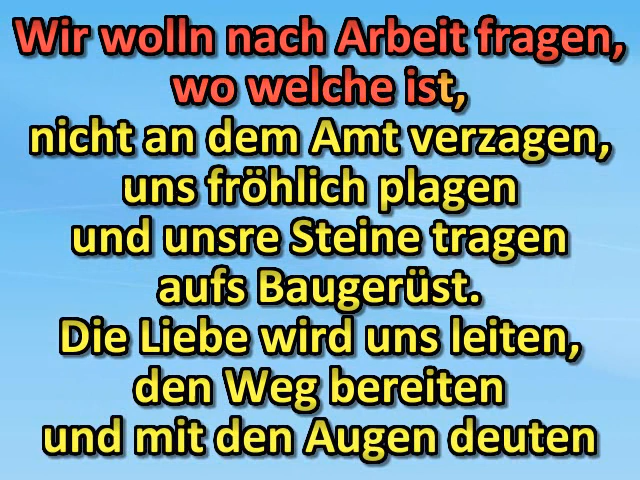 Wir wolln nach Arbeit fragen,
wo welche ist,
nicht an dem Amt verzagen,
uns fröhlich plagen
und unsre Steine tragen
aufs Baugerüst.
Die Liebe wird uns leiten,
den Weg bereiten
und mit den Augen deuten